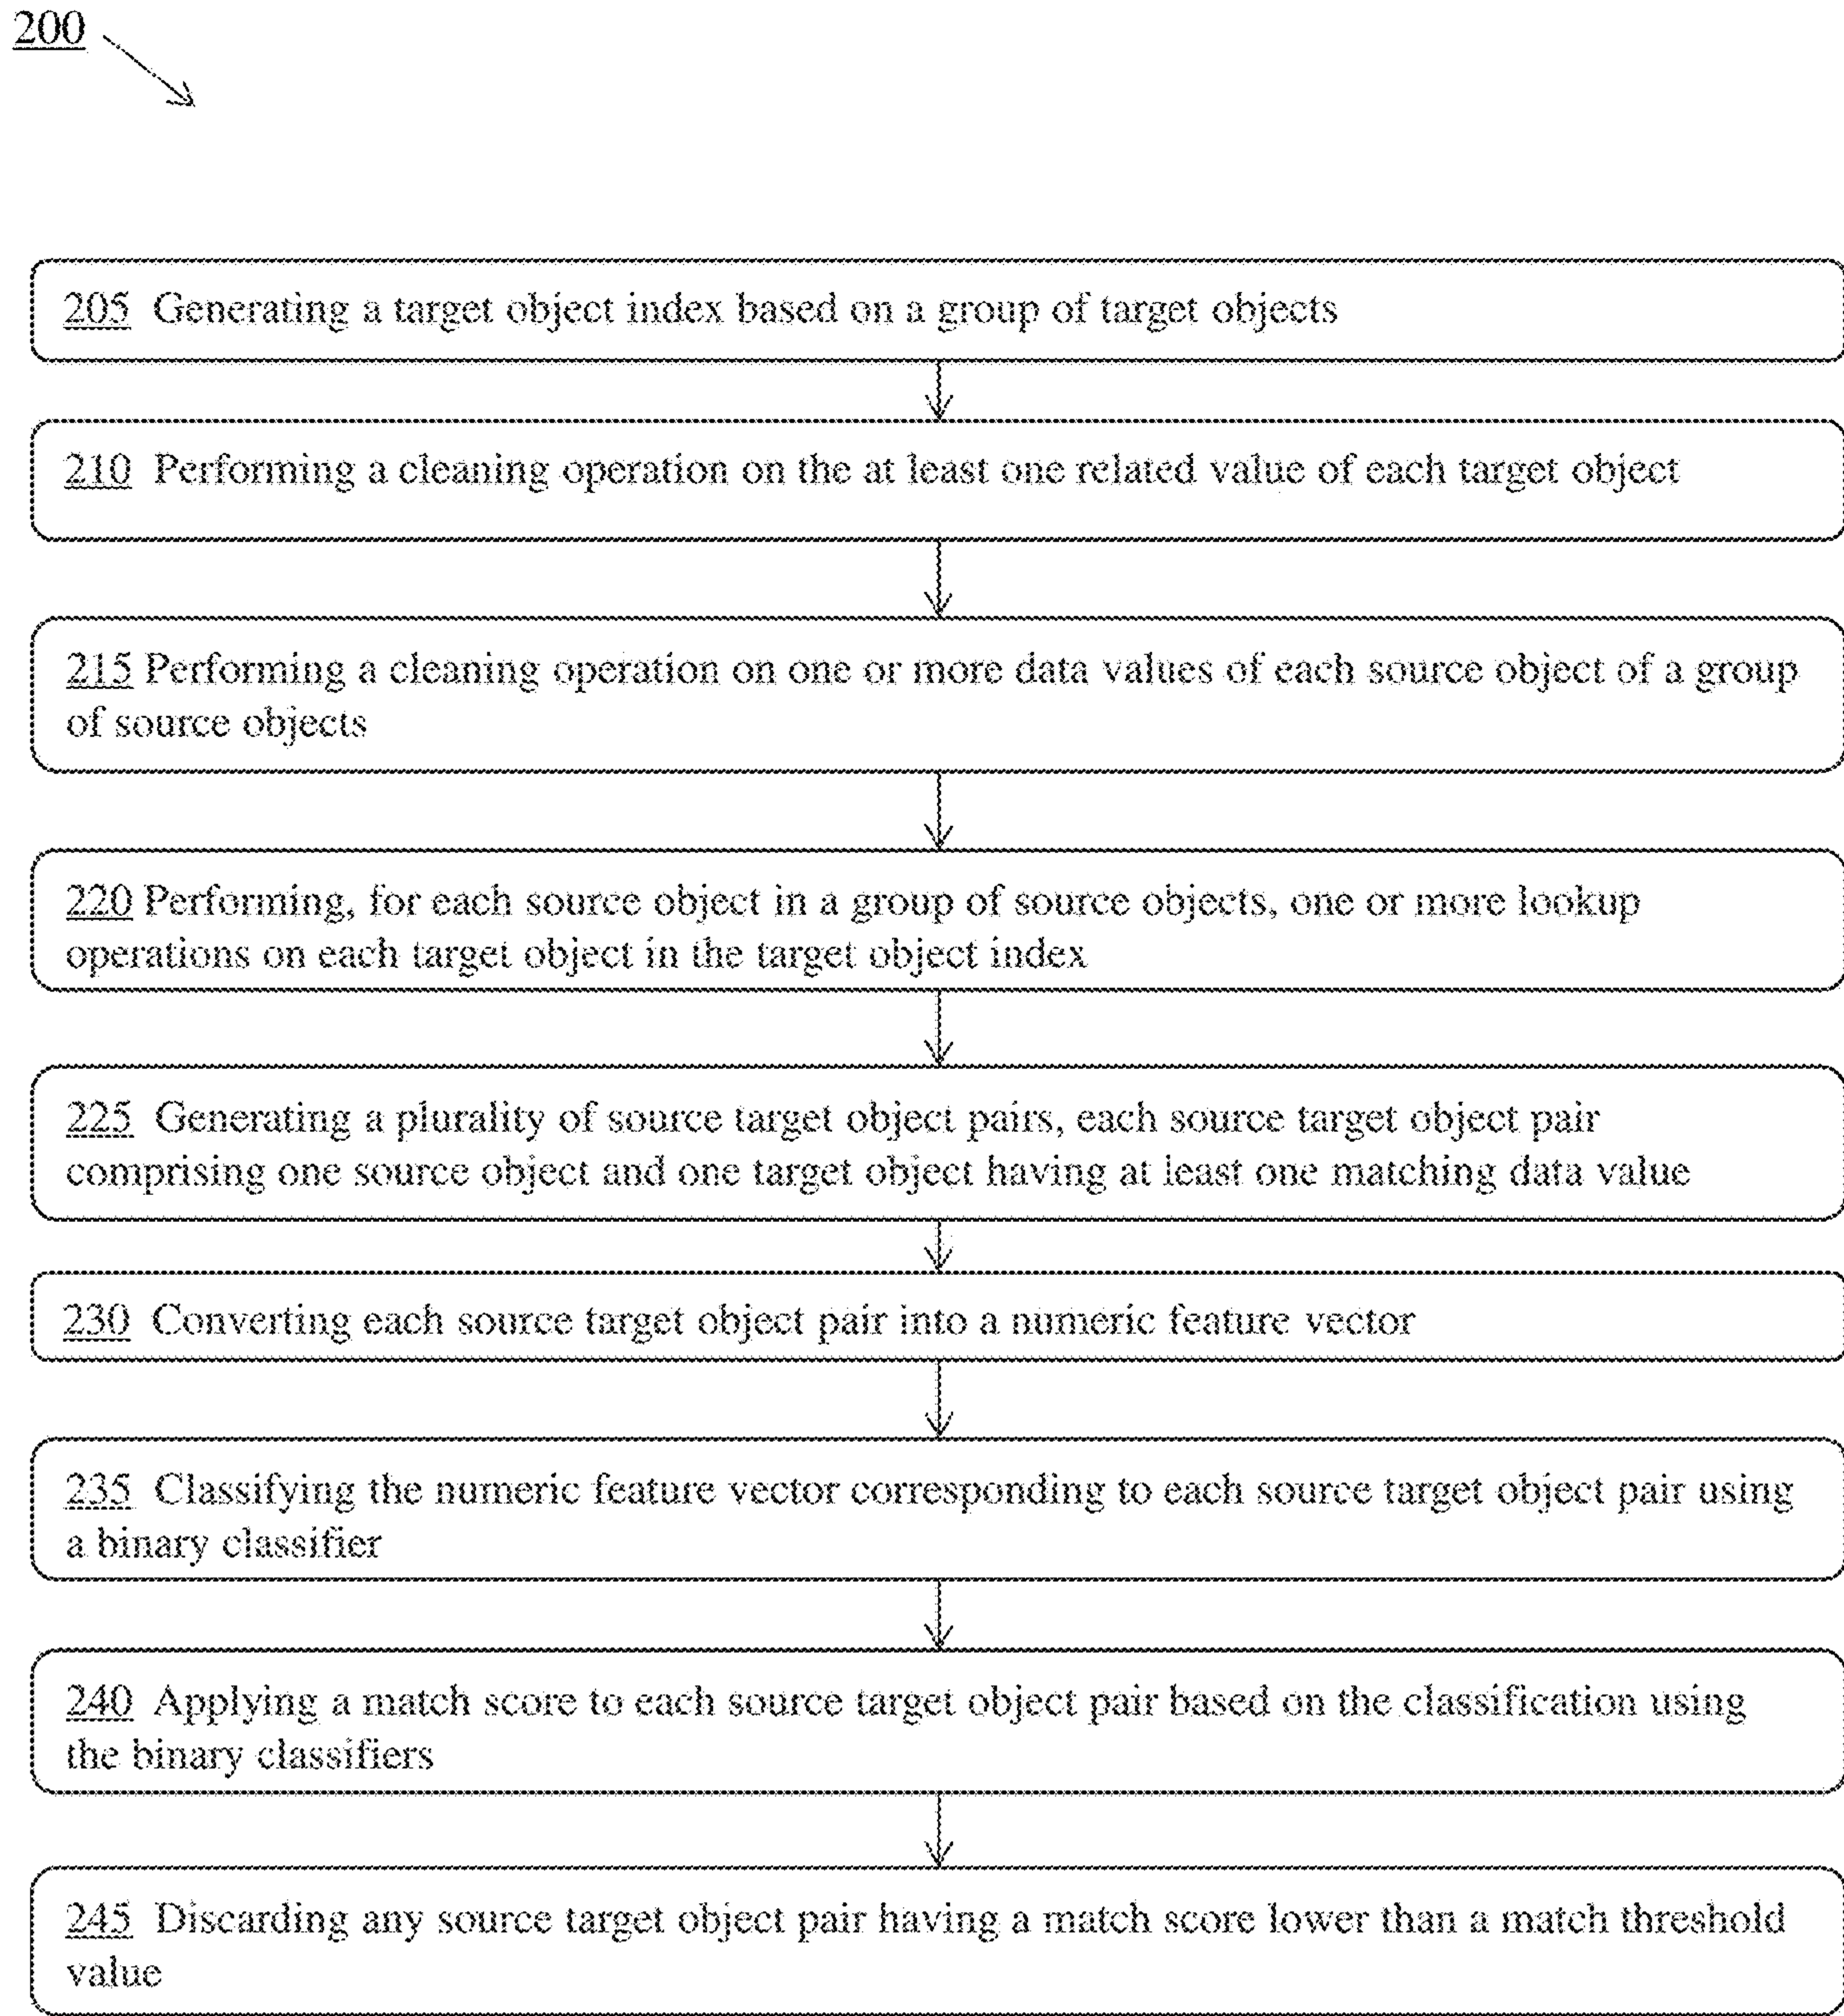 200
205 Generating a target object index based on a group of target objects
210 Performing a cleaning operation on the at least one related value of each target object
215 Performing a cleaning operation on one or more data values of each source object of a group
of source objects
220 Performing, for each source object in a group of source objects, one or more lookup
operations on each target object in the target object index
225 Generating a plurality of source target object pairs, each source target object pair
comprising one source object and one target object having at least one matching data value
230 Converting each source target object pair into a numeric feature vector
235 Classifying the numeric feature vector corresponding to each source target object pair using
a binary classifier
240 Applying a match score to each source target object pair based on the classification using
the binary classifiers
245 Discarding any source target object pair having a match score lower than a match threshold
value